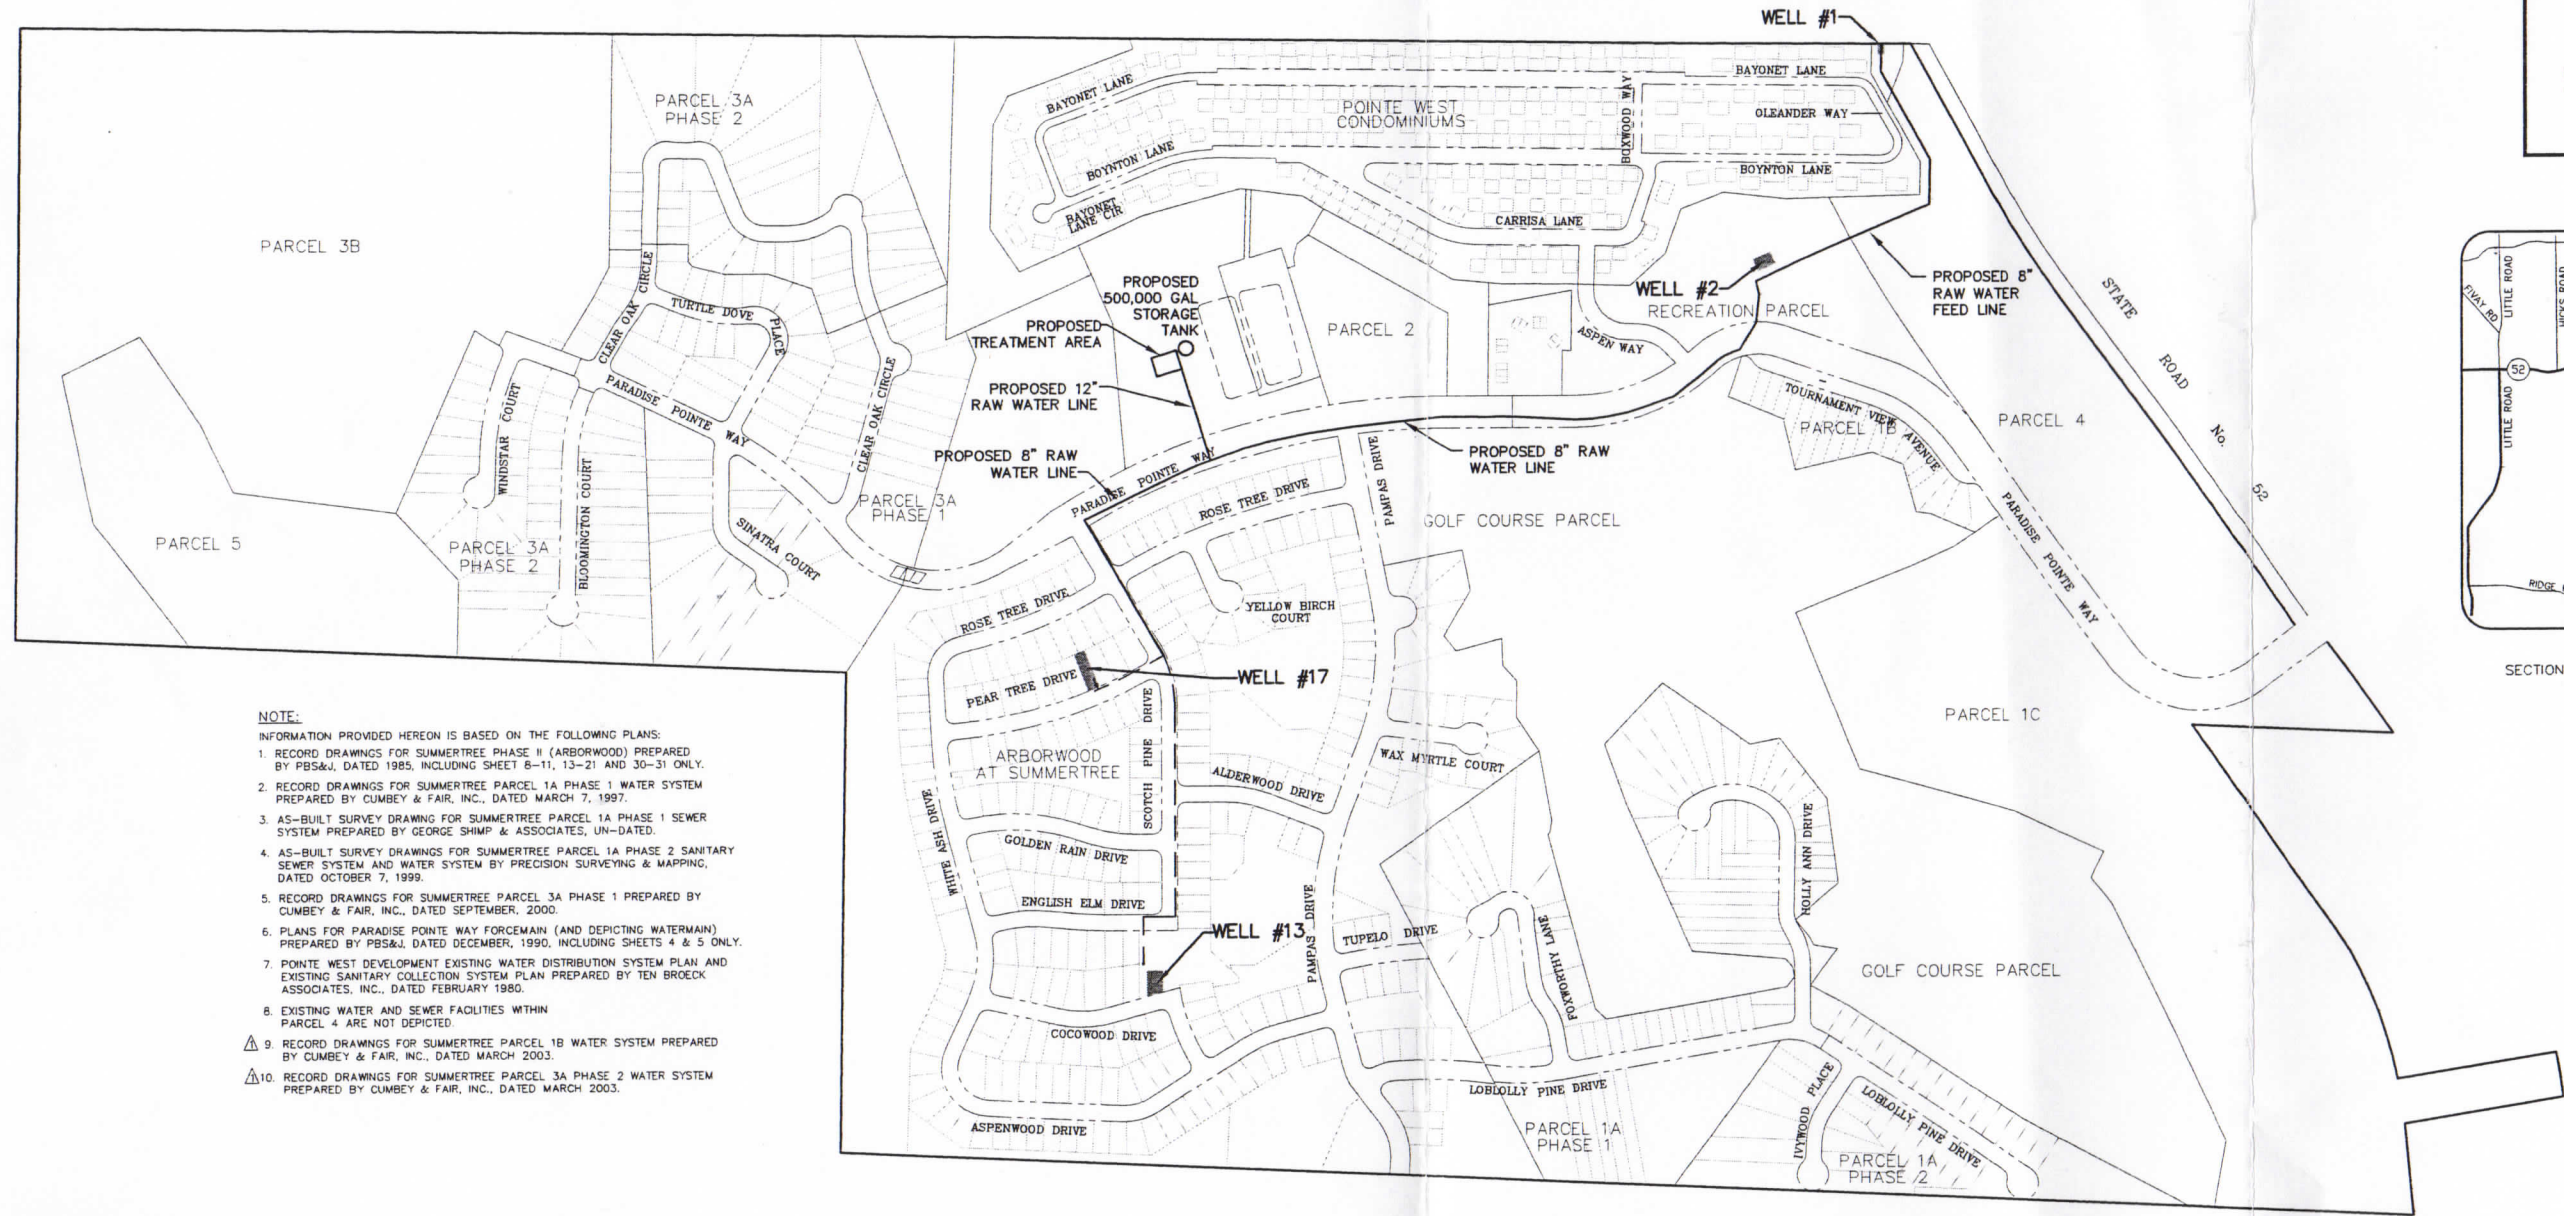 WELL #1
PARCEL 3A
PHASE 2
BAYONET LANE
BAYONET LANE
POINTE WEST
CONDOMINIUMS
BOXWOOD WAY
OLEANDER WAY
BOYNTON LANE
BOYNTON LANE
BAYONET
LANE CIR
CARRISA LANE
PARCEL 3B
CLEAR OAK CIRCLE
TURTLE DOVE
PLACE
PROPOSED
500,000 GAL
STORAGE
TANK
PROPOSED
TREATMENT AREA
PARCEL 2
WELL #2
RECREATION PARCEL
PROPOSED 8"
RAW WATER
FEED LINE
STATE
ROAD
No.
52
FIVAY RD
LITTLE ROAD
HICKS ROAD
52
LITTLE ROAD
RIDGE
SECTION
ASPEN WAY
WINDSTAR COURT
PARADISE POINTE WAY
CLEAR OAK CIRCLE
PROPOSED 12"
RAW WATER LINE
TOURNAMENT VIEW AVENUE
PARCEL 1B
PARCEL 4
PROPOSED 8" RAW
WATER LINE
PROPOSED 8" RAW
WATER LINE
PARADISE POINTE WAY
ROSE TREE DRIVE
PAMPAS DRIVE
BLOOMINGTON COURT
PARCEL 3A
PHASE 1
GOLF COURSE PARCEL
PARCEL 5
PARCEL 3A
PHASE 2
SINATRA COURT
PARADISE POINTE WAY
ROSE TREE DRIVE
YELLOW BIRCH
COURT
PEAR TREE DRIVE
WELL #17
SCOTCH PINE DRIVE
PARCEL 1C
ARBORWOOD
AT SUMMERTREE
WAX MYRTLE COURT
ALDERWOOD DRIVE
WHITE ASH DRIVE
GOLDEN RAIN DRIVE
ENGLISH ELM DRIVE
HOLLY ANN DRIVE
WELL #13
PAMPAS DRIVE
TUPELO DRIVE
FOXWORTHY LANE
GOLF COURSE PARCEL
COCOWOOD DRIVE
LOBLOLLY PINE DRIVE
ASPENWOOD DRIVE
PARCEL 1A
PHASE 1
IVYWOOD PLACE
LOBLOLLY PINE DRIVE
PARCEL 1A
PHASE 2
NOTE:
INFORMATION PROVIDED HEREON IS BASED ON THE FOLLOWING PLANS:
1. RECORD DRAWINGS FOR SUMMERTREE PHASE II (ARBORWOOD) PREPARED
BY PBS&J, DATED 1985, INCLUDING SHEET 8-11, 13-21 AND 30-31 ONLY.
2. RECORD DRAWINGS FOR SUMMERTREE PARCEL 1A PHASE 1 WATER SYSTEM
PREPARED BY CUMBEY & FAIR, INC., DATED MARCH 7, 1997.
3. AS-BUILT SURVEY DRAWING FOR SUMMERTREE PARCEL 1A PHASE 1 SEWER
SYSTEM PREPARED BY GEORGE SHIMP & ASSOCIATES, UN-DATED.
4. AS-BUILT SURVEY DRAWINGS FOR SUMMERTREE PARCEL 1A PHASE 2 SANITARY
SEWER SYSTEM AND WATER SYSTEM BY PRECISION SURVEYING & MAPPING,
DATED OCTOBER 7, 1999.
5. RECORD DRAWINGS FOR SUMMERTREE PARCEL 3A PHASE 1 PREPARED BY
CUMBEY & FAIR, INC., DATED SEPTEMBER, 2000.
6. PLANS FOR PARADISE POINTE WAY FORCEMAIN (AND DEPICTING WATERMAIN)
PREPARED BY PBS&J, DATED DECEMBER, 1990, INCLUDING SHEETS 4 & 5 ONLY.
7. POINTE WEST DEVELOPMENT EXISTING WATER DISTRIBUTION SYSTEM PLAN AND
EXISTING SANITARY COLLECTION SYSTEM PLAN PREPARED BY TEN BROECK
ASSOCIATES, INC., DATED FEBRUARY 1980.
8. EXISTING WATER AND SEWER FACILITIES WITHIN
PARCEL 4 ARE NOT DEPICTED.
1 9. RECORD DRAWINGS FOR SUMMERTREE PARCEL 1B WATER SYSTEM PREPARED
BY CUMBEY & FAIR, INC., DATED MARCH 2003.
1 10. RECORD DRAWINGS FOR SUMMERTREE PARCEL 3A PHASE 2 WATER SYSTEM
PREPARED BY CUMBEY & FAIR, INC., DATED MARCH 2003.